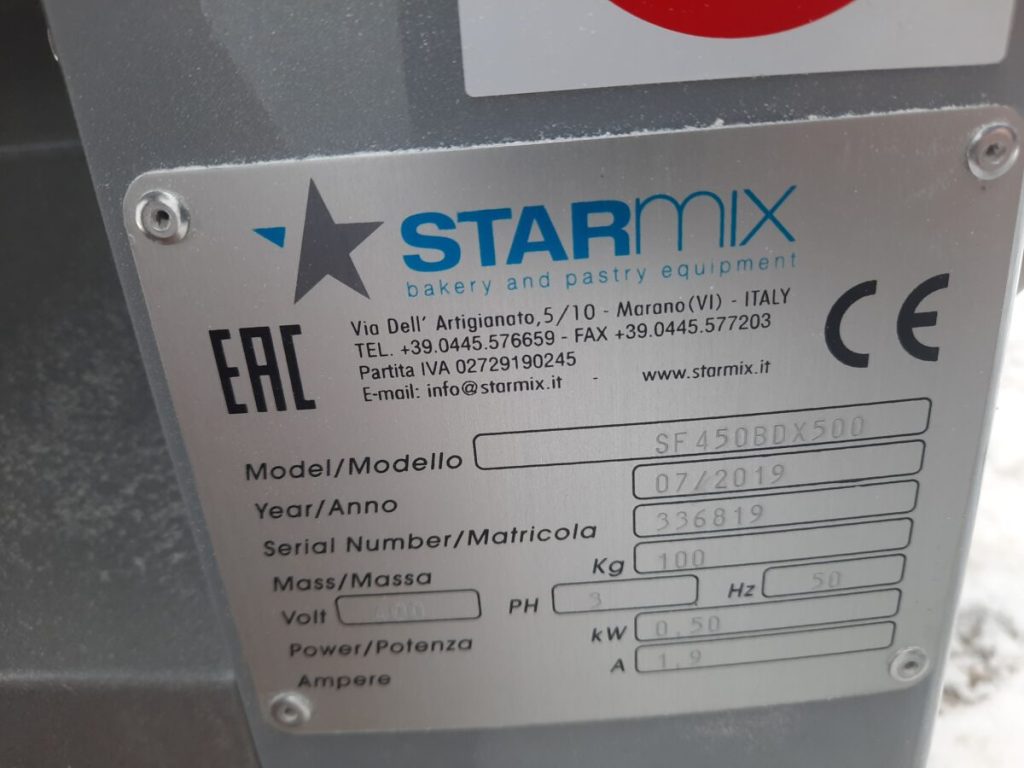 STARMIX
bakery and pastry equipment
Via Dell' Artigianato,5/10 - Marano(VI) - ITALY
TEL. +39.0445.576659 - FAX +39.0445.577203
Partita IVA 02729190245
E-mail: info@starmix.it - www.starmix.it
EAC
CE
Model/Modello SF450BDX500
Year/Anno 07/2019
Serial Number/Matricola 336819
Mass/Massa Kg 100
Volt 400 PH 3 Hz 50
Power/Potenza kW 0,50
Ampere A 1,9